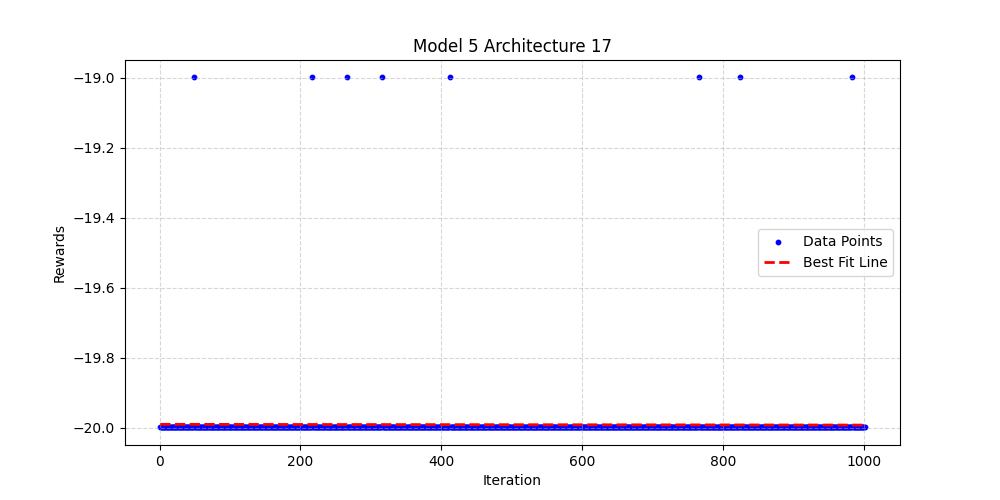 Model 5 Architecture 17
Rewards
−19.0
−19.2
−19.4
−19.6
−19.8
−20.0
Data Points
Best Fit Line
0 200 400 600 800 1000
Iteration